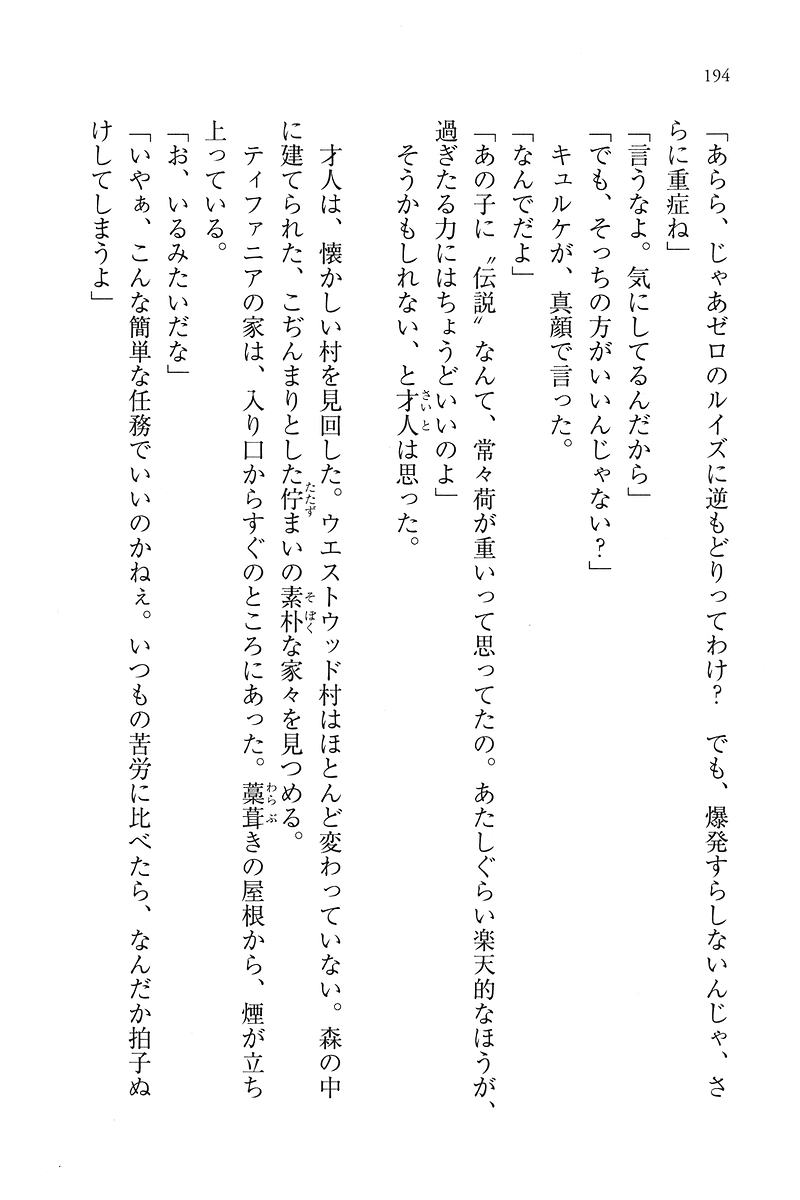 194
「あらら、じゃあゼロのルイズに逆もどりってわけ？　でも、爆発すらしないんじゃ、さ
らに重症ね」
「言うなよ。気にしてるんだから」
「でも、そっちの方がいいんじゃない？」
　キュルケが、真顔で言った。
「なんでだよ」
「あの子に〝伝説〟なんて、常々荷が重いって思ってたの。あたしぐらい楽天的なほうが、
過ぎたる力にはちょうどいいのよ」
　そうかもしれない、と才人は思った。
　才人は、懐かしい村を見回した。ウエストウッド村はほとんど変わっていない。森の中
に建てられた、こぢんまりとした佇まいの素朴な家々を見つめる。
　ティファニアの家は、入り口からすぐのところにあった。藁葺きの屋根から、煙が立ち
上っている。
「お、いるみたいだな」
「いやぁ、こんな簡単な任務でいいのかねぇ。いつもの苦労に比べたら、なんだか拍子ぬ
けしてしまうよ」